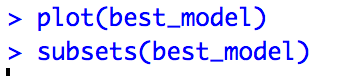 > plot(best_model)
> subsets(best_model)